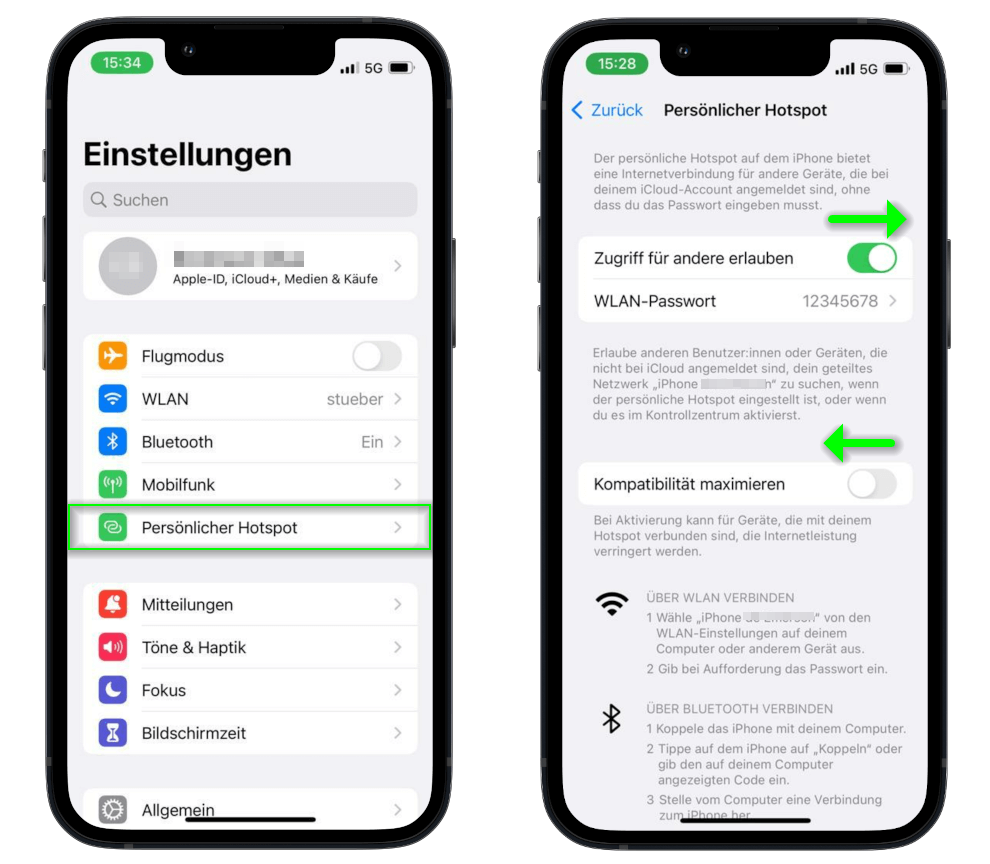 15:34
5G
Einstellungen
Suchen
Apple-ID, iCloud+, Medien & Käufe
Flugmodus
WLAN stueber
Bluetooth Ein
Mobilfunk
Persönlicher Hotspot
Mitteilungen
Töne & Haptik
Fokus
Bildschirmzeit
Allgemein
15:28
5G
Zurück Persönlicher Hotspot
Der persönliche Hotspot auf dem iPhone bietet
eine Internetverbindung für andere Geräte, die bei
deinem iCloud-Account angemeldet sind, ohne
dass du das Passwort eingeben musst.
Zugriff für andere erlauben
WLAN-Passwort 12345678
Erlaube anderen Benutzer:innen oder Geräten, die
nicht bei iCloud angemeldet sind, dein geteiltes
Netzwerk „iPhone “ zu suchen, wenn
der persönliche Hotspot eingestellt ist, oder wenn
du es im Kontrollzentrum aktivierst.
Kompatibilität maximieren
Bei Aktivierung kann für Geräte, die mit deinem
Hotspot verbunden sind, die Internetleistung
verringert werden.
ÜBER WLAN VERBINDEN
1 Wähle „iPhone “ von den
WLAN-Einstellungen auf deinem
Computer oder anderem Gerät aus.
2 Gib bei Aufforderung das Passwort ein.
ÜBER BLUETOOTH VERBINDEN
1 Koppele das iPhone mit deinem Computer.
2 Tippe auf dem iPhone auf „Koppeln“ oder
gib den auf deinem Computer
angezeigten Code ein.
3 Stelle vom Computer eine Verbindung
zum iPhone her.